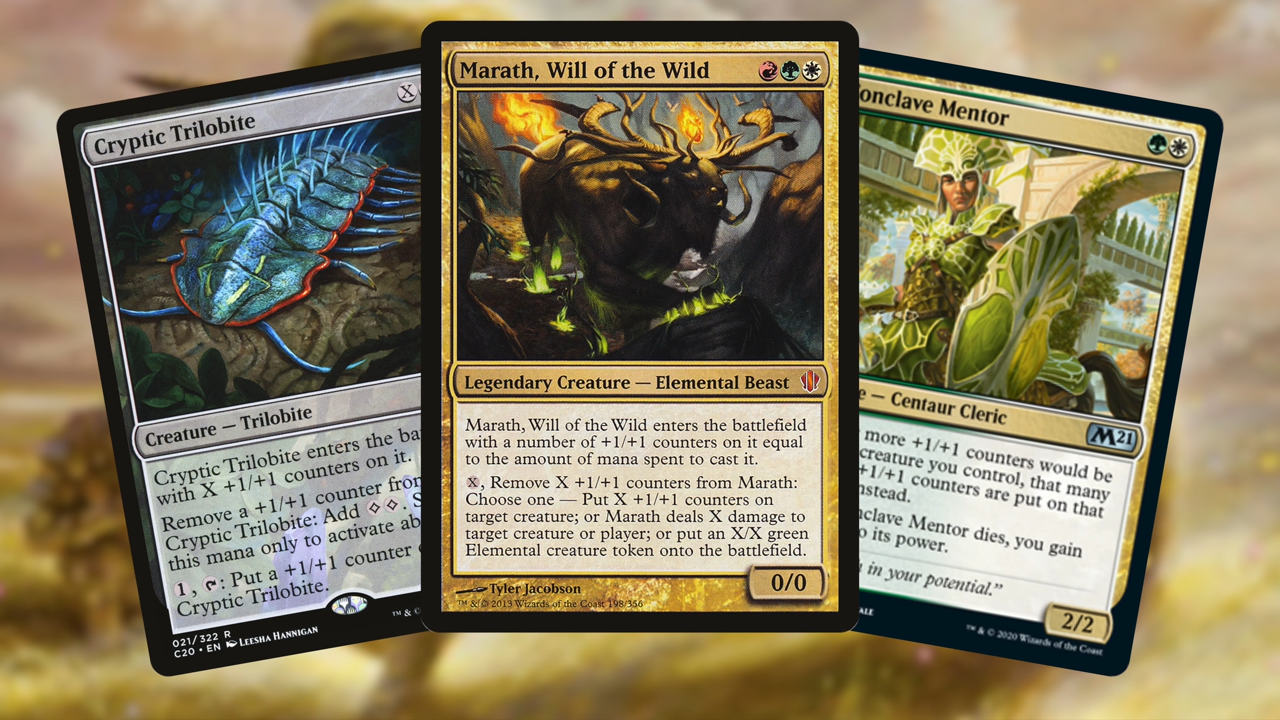 Cryptic Trilobite
X
Creature — Trilobite
Cryptic Trilobite enters the
with X +1/+1 counters on it.
Remove a +1/+1 counter
Cryptic Trilobite: Add
this mana only to activate
1, : Put a +1/+1 counter
Cryptic Trilobite.
021/322 R
C20 • EN LEESHA HANNIGAN
™ & ©
Marath, Will of the Wild
Legendary Creature — Elemental Beast
Marath, Will of the Wild enters the battlefield
with a number of +1/+1 counters on it equal
to the amount of mana spent to cast it.
X, Remove X +1/+1 counters from Marath:
Choose one — Put X +1/+1 counters on
target creature; or Marath deals X damage to
target creature or player; or put an X/X green
Elemental creature token onto the battlefield.
0/0
Tyler Jacobson
™ & © 2013 Wizards of the Coast 198/356
onclave Mentor
e — Centaur Cleric
M21
more +1/+1 counters would be
creature you control, that many
+1/+1 counters are put on that
nstead.
nclave Mentor dies, you gain
o its power.
in your potential.”
2/2
ALE
™ & © 2020 Wizards of the Coast